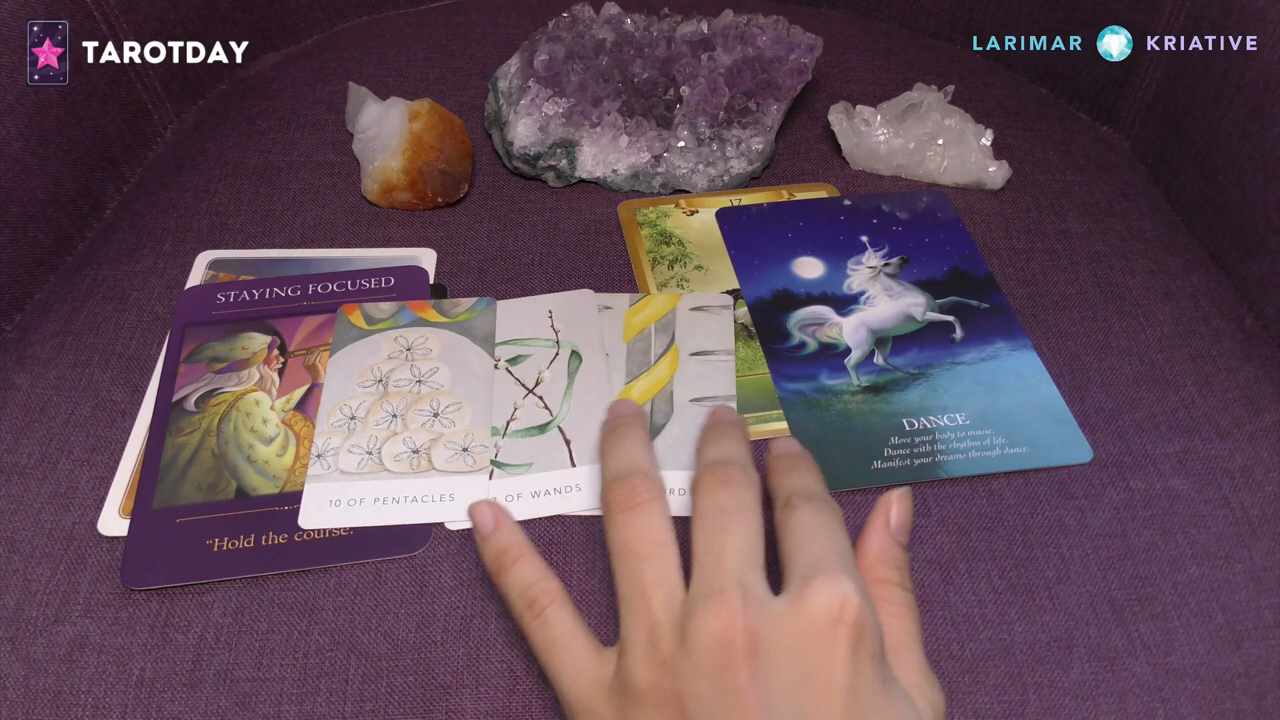 TAROTDAY
LARIMAR KRIATIVE
17
STAYING FOCUSED
"Hold the course.
10 OF PENTACLES
OF WANDS
DANCE
Move your body to music.
Dance with the rhythm of life.
Manifest your dreams through dance.